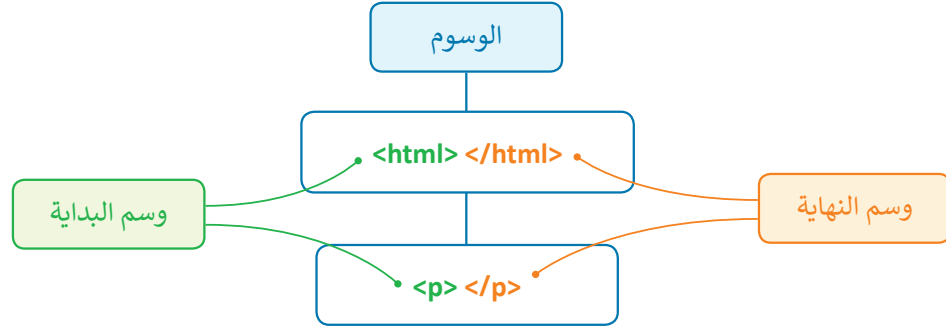 الوسوم
<html> </html>
وسم البداية
وسم النهاية
<p> </p>